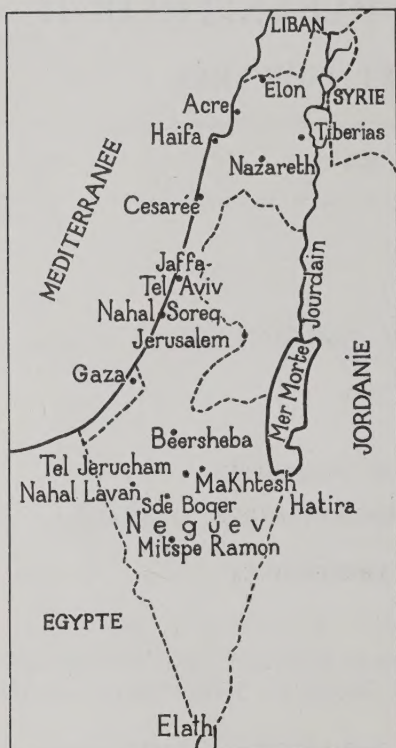 LIBAN
Elon
SYRIE
Acre
Tiberias
Haifa
Nazareth
Cesarée
MEDITERRANEE
Jaffa-
Tel Aviv
Jourdain
Nahal Soreq
Jerusalem
Gaza
Mer Morte
JORDANIE
Beersheba
Tel Jerucham
MaKhtesh
Nahal Lavan
Hatira
Sde Boqer
Neguev
Mitspe Ramon
EGYPTE
Elath